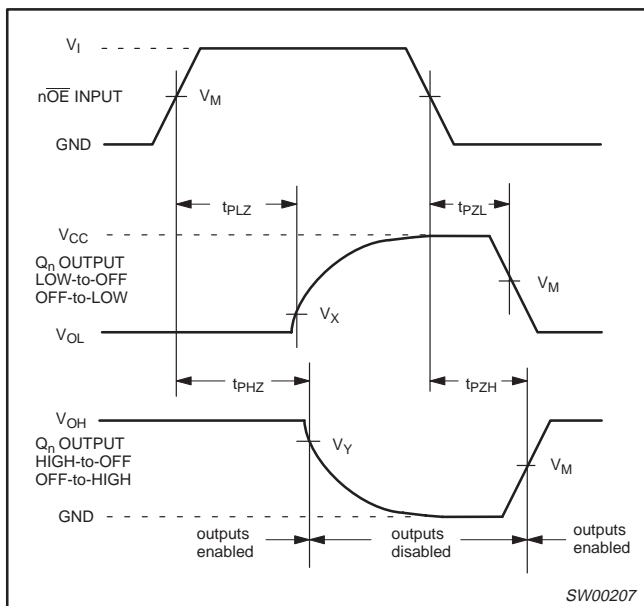 V_I
nOE INPUT
V_M
GND
t_PLZ
t_PZL
V_CC
Q_n OUTPUT
LOW-to-OFF
OFF-to-LOW
V_M
V_X
V_OL
t_PHZ
t_PZH
V_OH
Q_n OUTPUT
HIGH-to-OFF
OFF-to-HIGH
V_Y
V_M
GND
outputs
enabled
outputs
disabled
outputs
enabled
SW00207